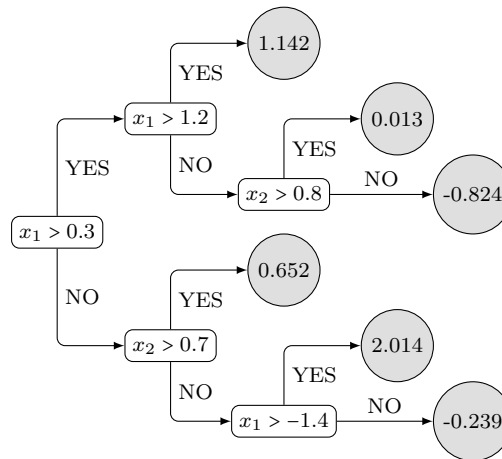 1.142
YES
x₁ > 1.2
0.013
NO
YES
YES
NO
x₂ > 0.8
-0.824
x₁ > 0.3
0.652
NO
YES
x₂ > 0.7
2.014
NO
YES
NO
x₁ > −1.4
-0.239